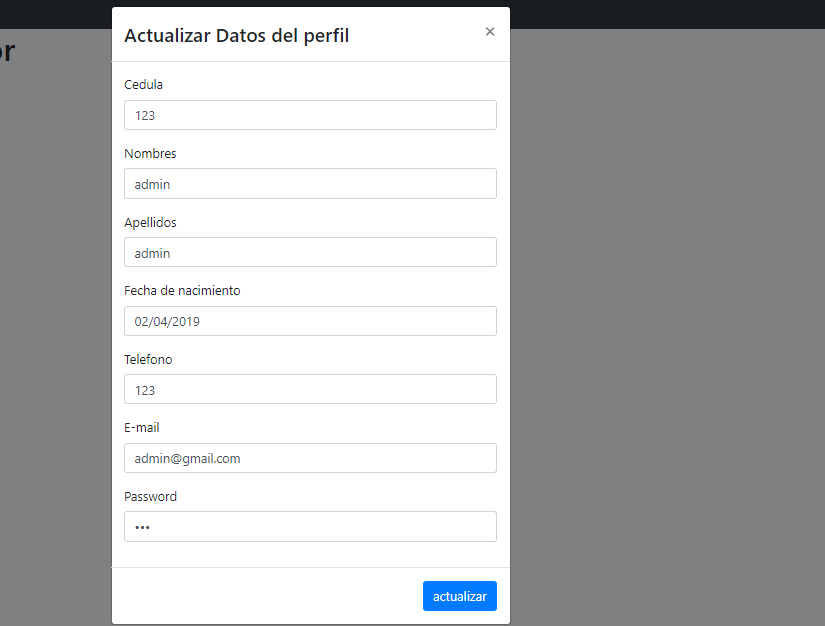 Actualizar Datos del perfil ×
or
Cedula
123
Nombres
admin
Apellidos
admin
Fecha de nacimiento
02/04/2019
Telefono
123
E-mail
admin@gmail.com
Password
•••
actualizar